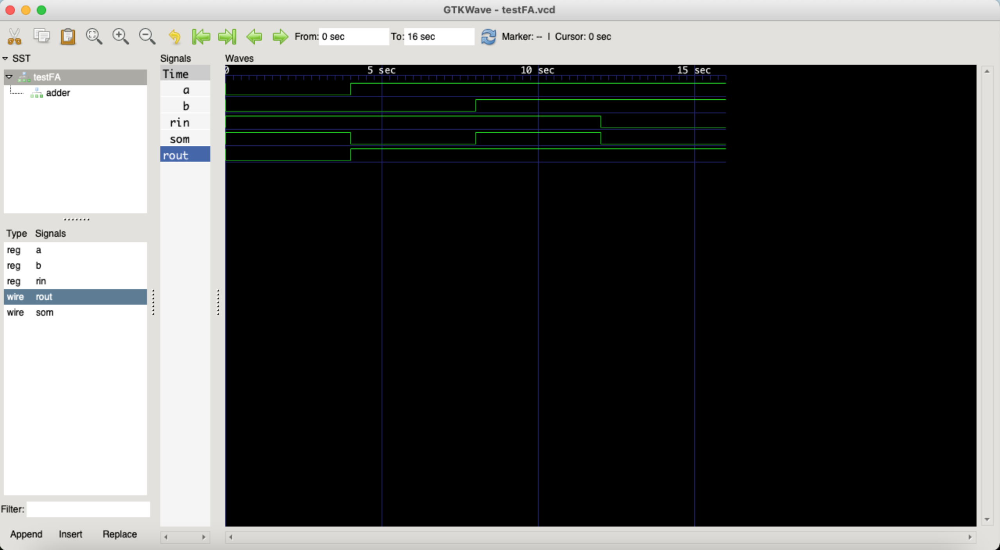 GTKWave - testFA.vcd
From: 0 sec To: 16 sec Marker: -- | Cursor: 0 sec
SST
testFA
adder
Type Signals
reg a
reg b
reg rin
wire rout
wire som
Filter:
Append Insert Replace
Signals
Time
a
b
rin
som
rout
Waves
0 5 sec 10 sec 15 sec